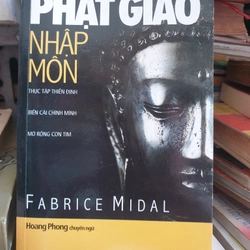 PHẬT GIÁO
NHẬP
MÔN
THỰC TẬP THIỀN ĐỊNH
BIẾN CẢI CHÍNH MÌNH
MỞ RỘNG CON TIM
FABRICE MIDAL
Hoang Phong chuyển ngữ